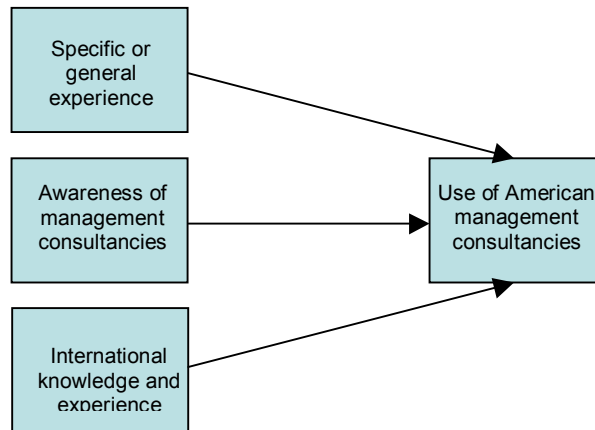 Specific or
general
experience
Awareness of
management
consultancies
Use of American
management
consultancies
International
knowledge and
experience